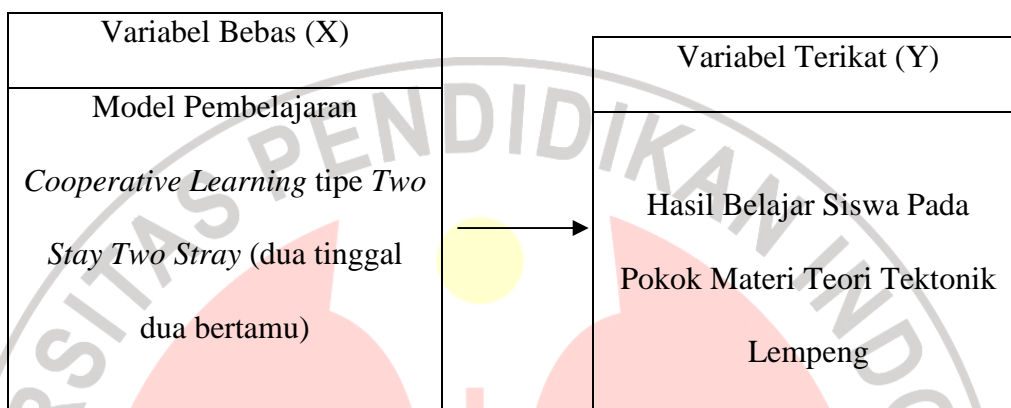 Variabel Bebas (X)
Model Pembelajaran
Cooperative Learning tipe Two
Stay Two Stray (dua tinggal
dua bertamu)
Variabel Terikat (Y)
Hasil Belajar Siswa Pada
Pokok Materi Teori Tektonik
Lempeng